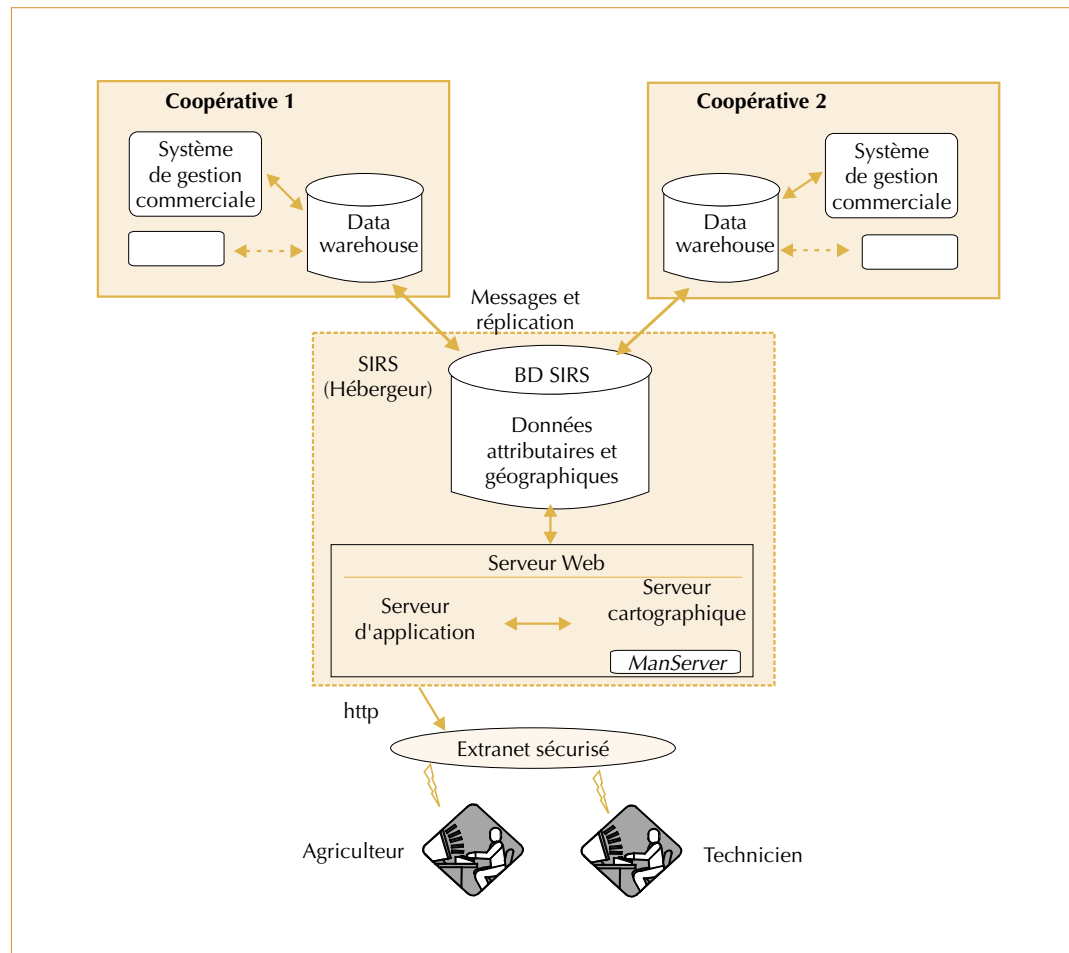 Coopérative 1
Système
de gestion
commerciale
Data
warehouse
Coopérative 2
Système
de gestion
commerciale
Data
warehouse
Messages et
réplication
SIRS
(Hébergeur)
BD SIRS
Données
attributaires et
géographiques
Serveur Web
Serveur
d'application
Serveur
cartographique
ManServer
http
Extranet sécurisé
Agriculteur
Technicien